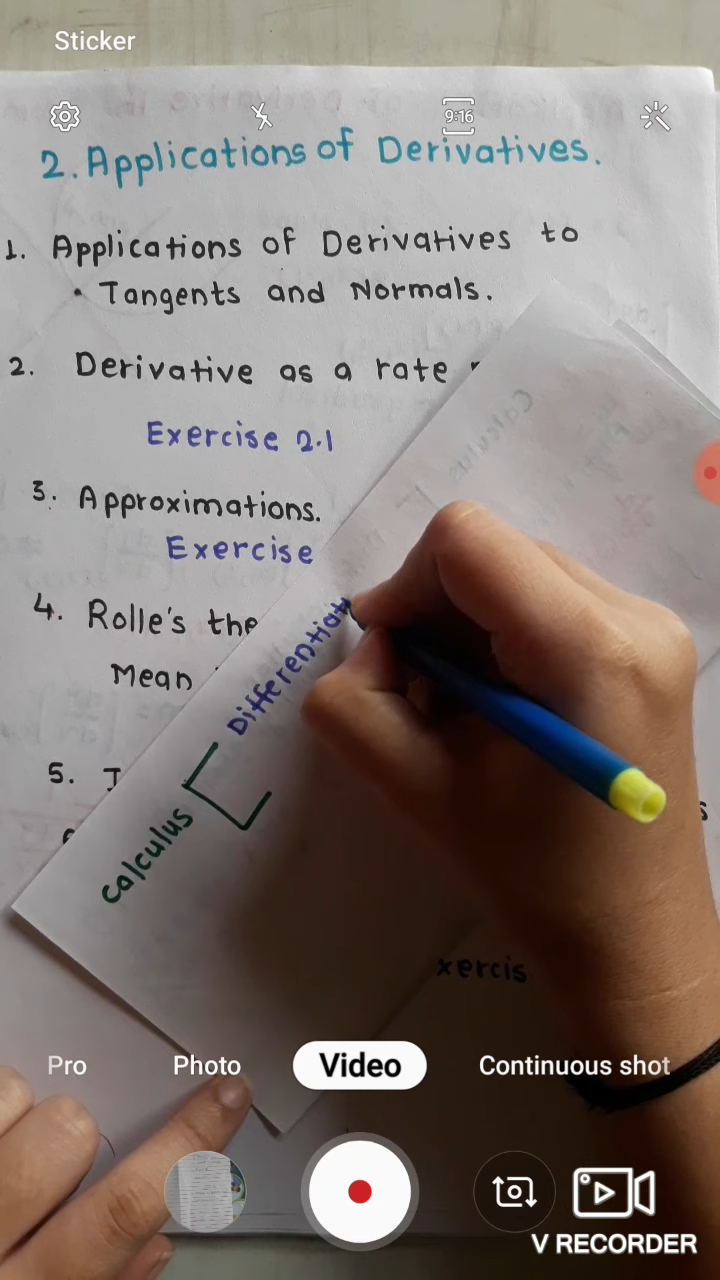 Sticker
9:16
2. Applications of Derivatives.
1. Applications of Derivatives to
• Tangents and Normals.
2. Derivative as a rate
Exercise 2.1
3. Approximations.
Exercise
4. Rolle's the
Mean
5. I
Differentiat
Calculus
xercis
Pro Photo Video Continuous shot
V RECORDER